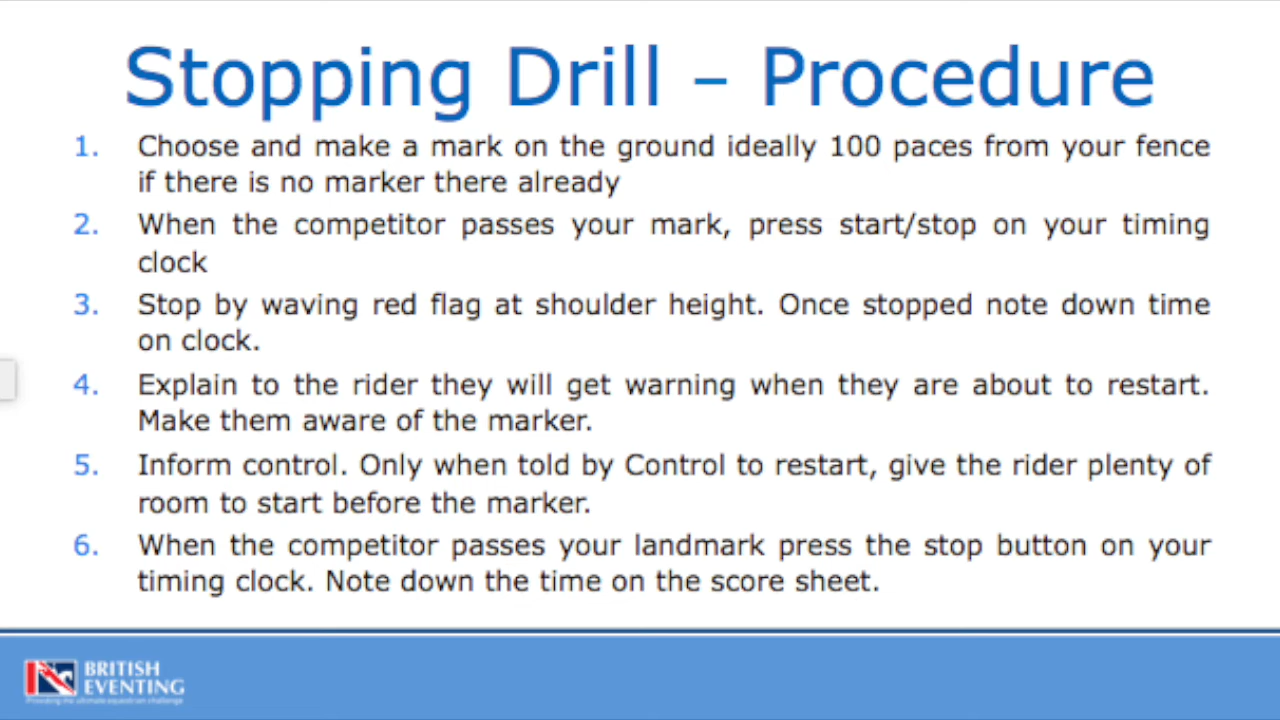 Stopping Drill – Procedure
1. Choose and make a mark on the ground ideally 100 paces from your fence
if there is no marker there already
2. When the competitor passes your mark, press start/stop on your timing
clock
3. Stop by waving red flag at shoulder height. Once stopped note down time
on clock.
4. Explain to the rider they will get warning when they are about to restart.
Make them aware of the marker.
5. Inform control. Only when told by Control to restart, give the rider plenty of
room to start before the marker.
6. When the competitor passes your landmark press the stop button on your
timing clock. Note down the time on the score sheet.
BRITISH
EVENTING
Providing the ultimate equestrian challenge